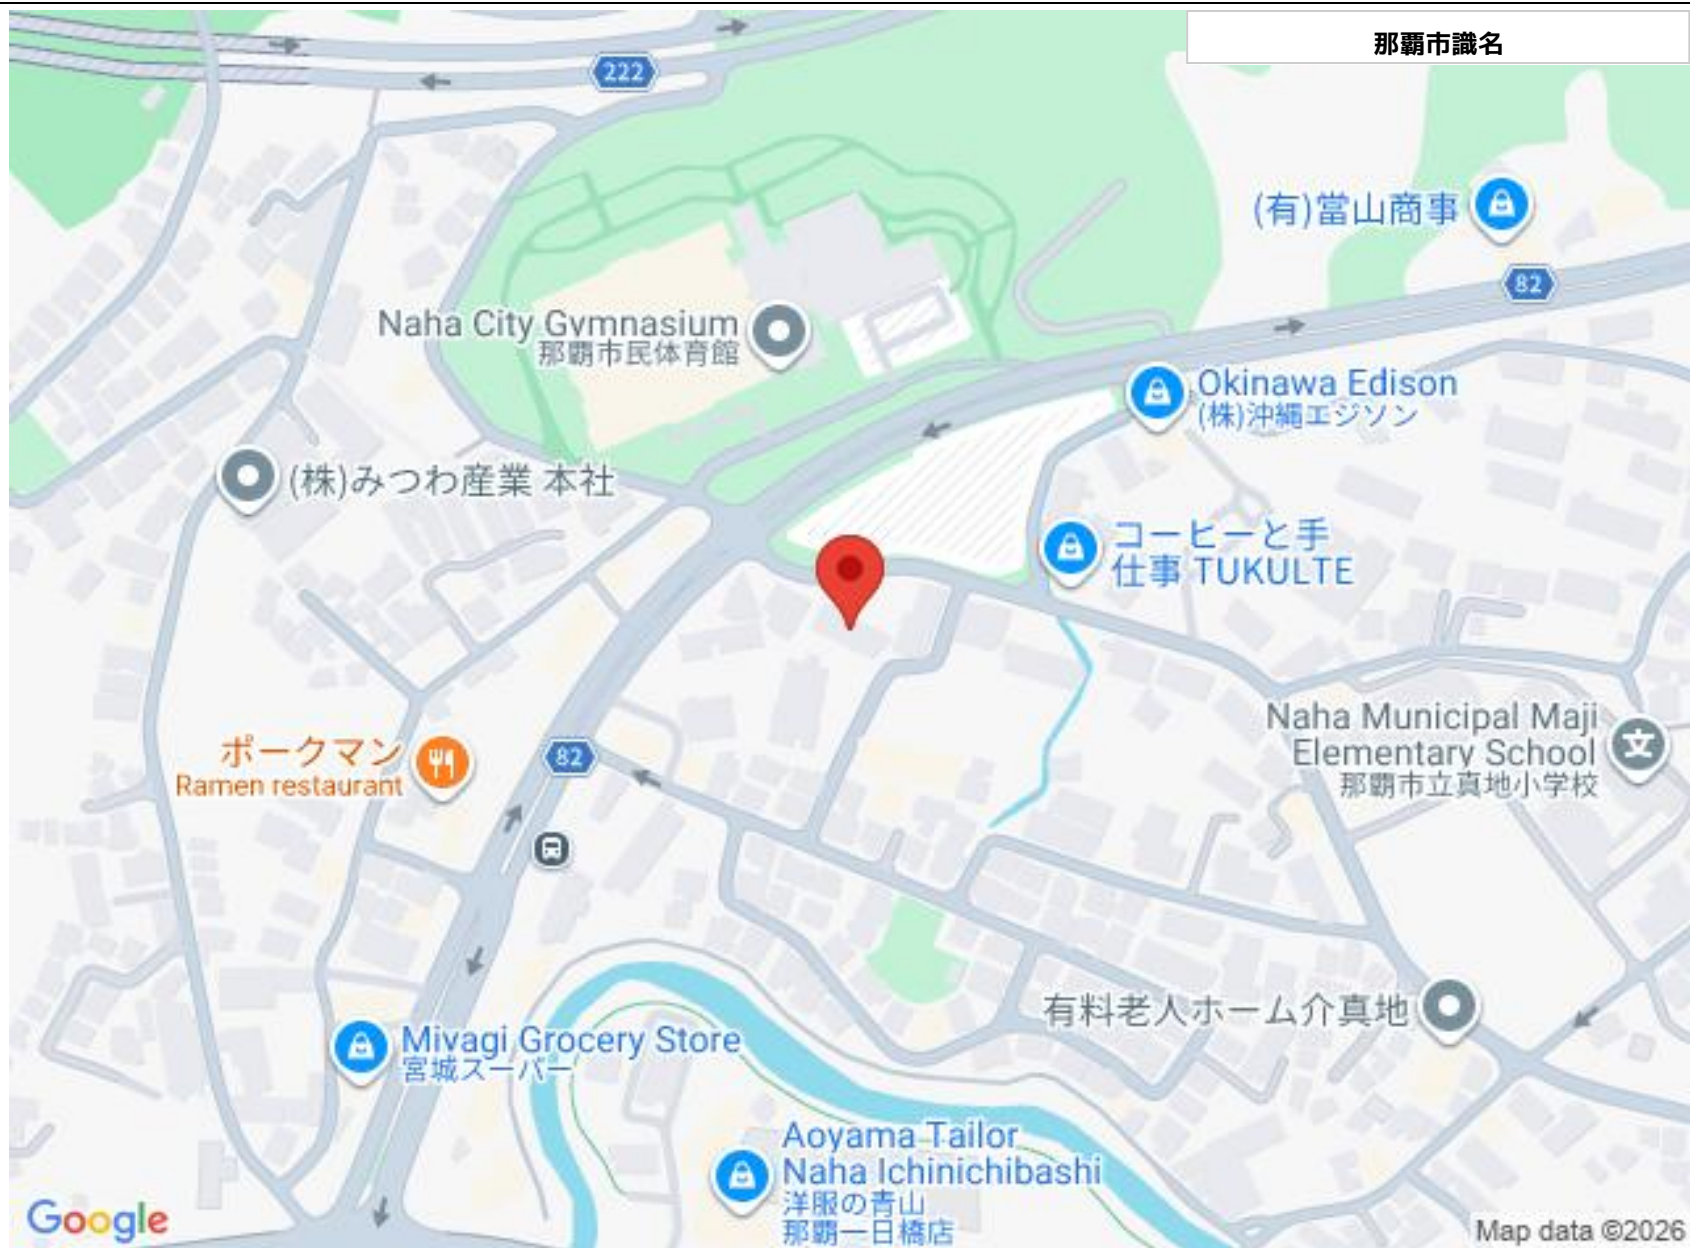 那覇市識名
222
(有)當山商事
82
Naha City Gymnasium
那覇市民体育館
Okinawa Edison
(株)沖縄エジソン
(株)みつわ産業 本社
コーヒーと手
仕事 TUKULTE
Naha Municipal Maji
Elementary School
那覇市立真地小学校
ポークマン
Ramen restaurant
82
有料老人ホーム介真地
Miyagi Grocery Store
宮城スーパー
Aoyama Tailor
Naha Ichinichibashi
洋服の青山
那覇一日橋店
Google
Map data ©2026